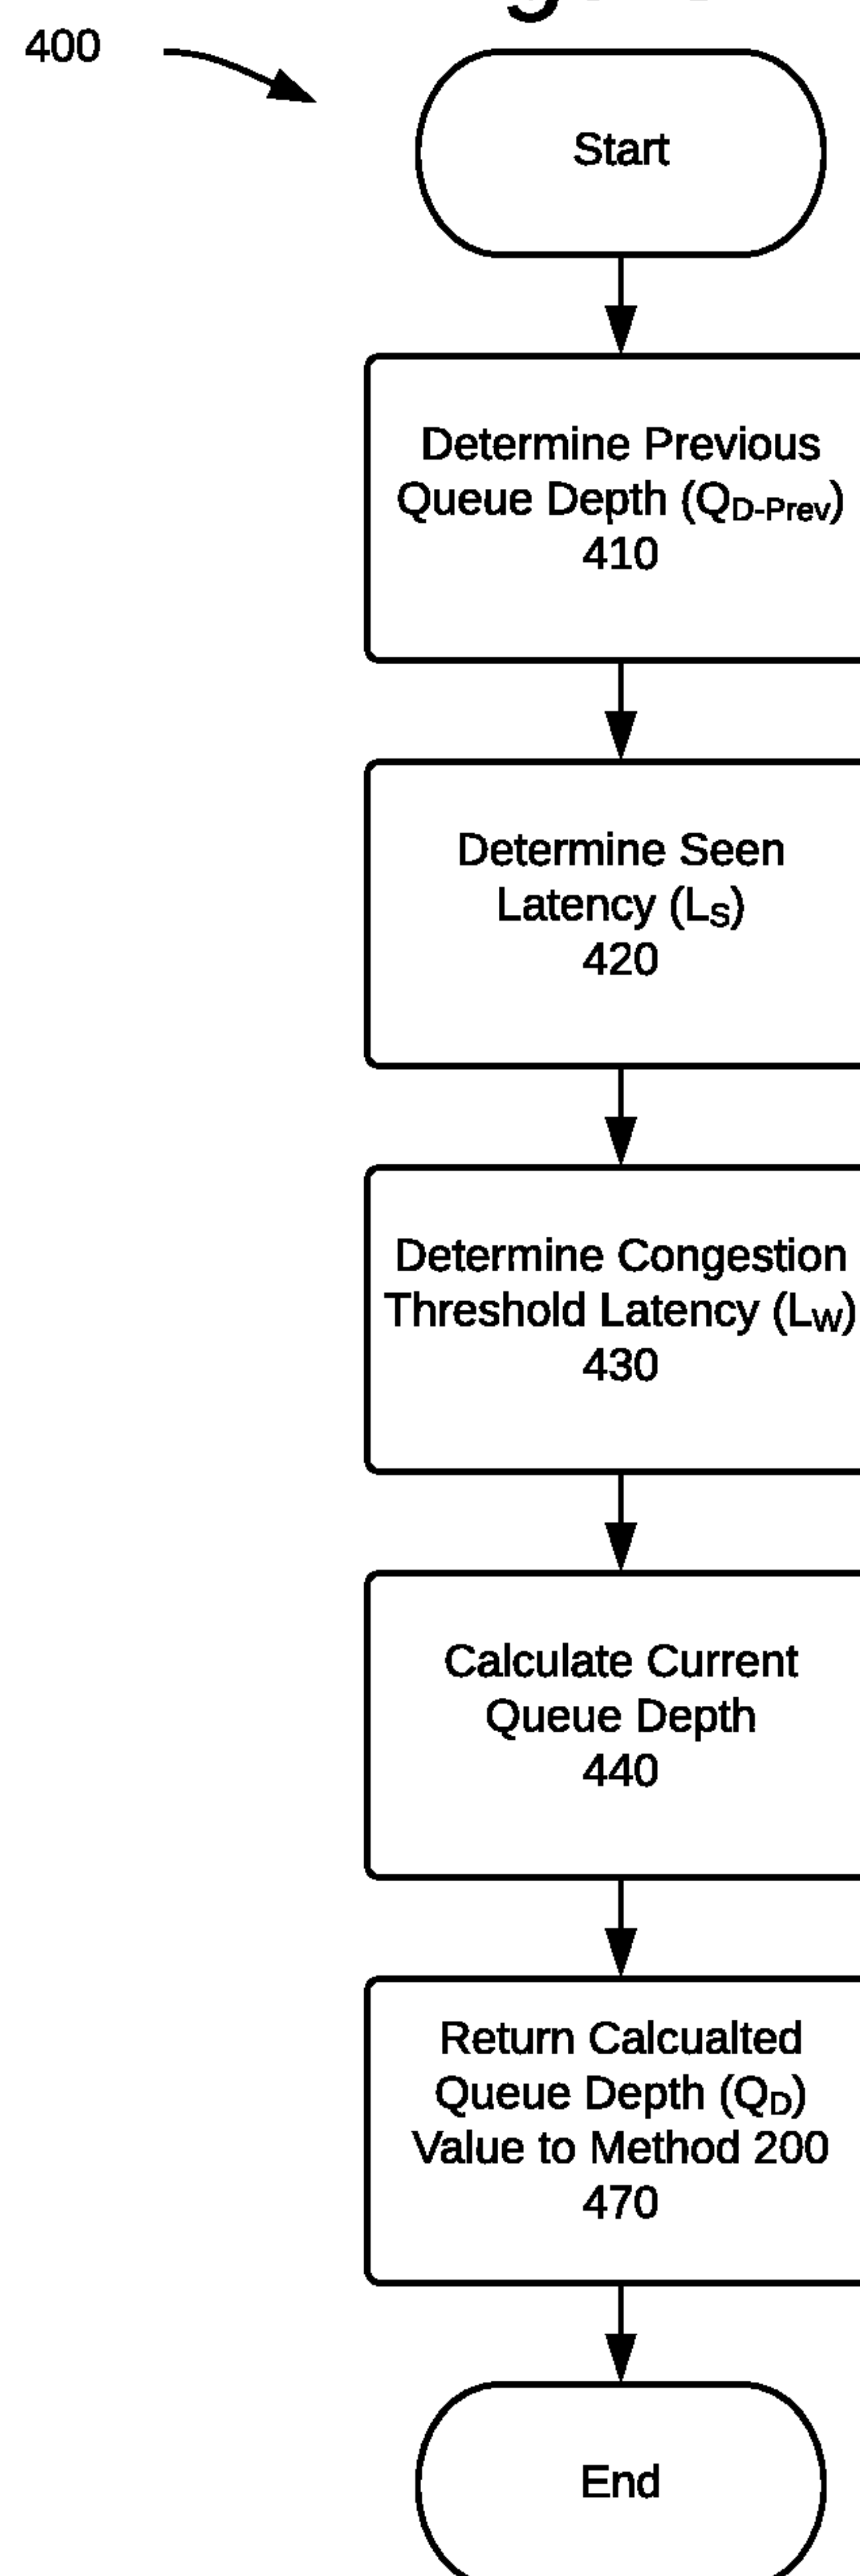 400
Start
Determine Previous
Queue Depth (QD-Prev)
410
Determine Seen
Latency (LS)
420
Determine Congestion
Threshold Latency (LW)
430
Calculate Current
Queue Depth
440
Return Calcualted
Queue Depth (QD)
Value to Method 200
470
End